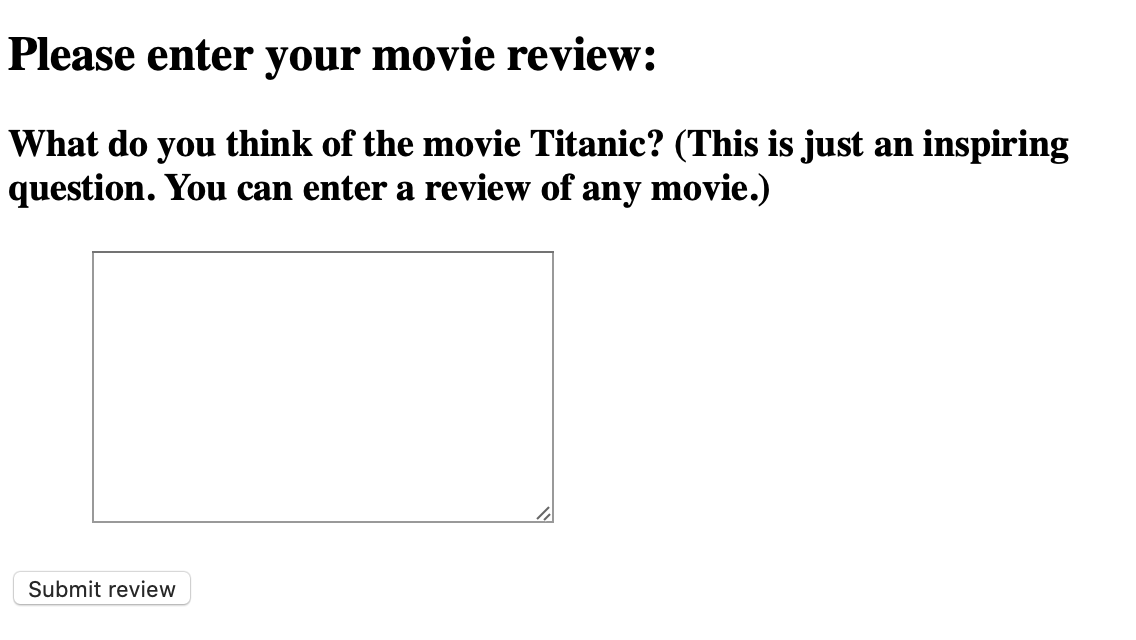 Please enter your movie review:
What do you think of the movie Titanic? (This is just an inspiring
question. You can enter a review of any movie.)
Submit review